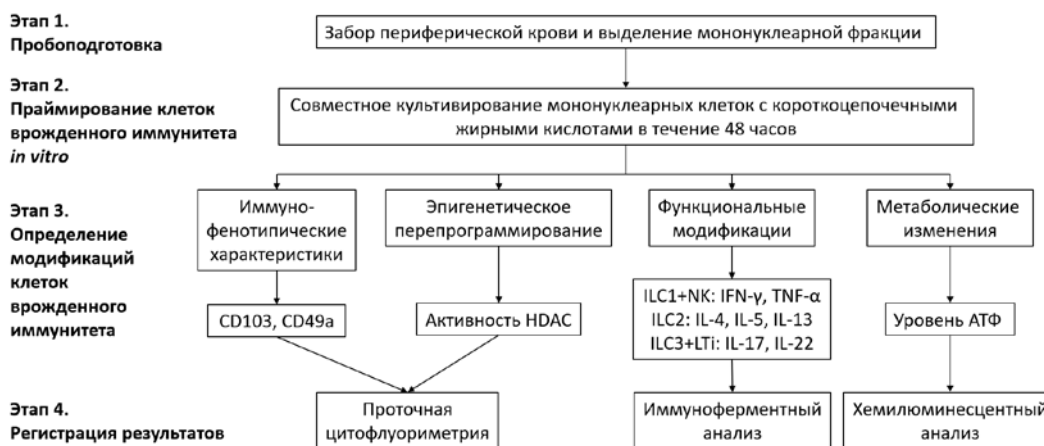 Этап 1.
Пробоподготовка
Забор периферической крови и выделение мононуклеарной фракции
Этап 2.
Праймирование клеток
врожденного иммунитета
in vitro
Совместное культивирование мононуклеарных клеток с короткоцепочечными
жирными кислотами в течение 48 часов
Этап 3.
Определение
модификаций
клеток
врожденного
иммунитета
Иммуно-
фенотипические
характеристики
Эпигенетическое
перепрограммирование
Функциональные
модификации
Метаболические
изменения
CD103, CD49a
Активность HDAC
ILC1+NK: IFN-γ, TNF-α
ILC2: IL-4, IL-5, IL-13
ILC3+LTi: IL-17, IL-22
Уровень АТФ
Этап 4.
Регистрация результатов
Проточная
цитофлуориметрия
Иммуноферментный
анализ
Хемилюминесцентный
анализ